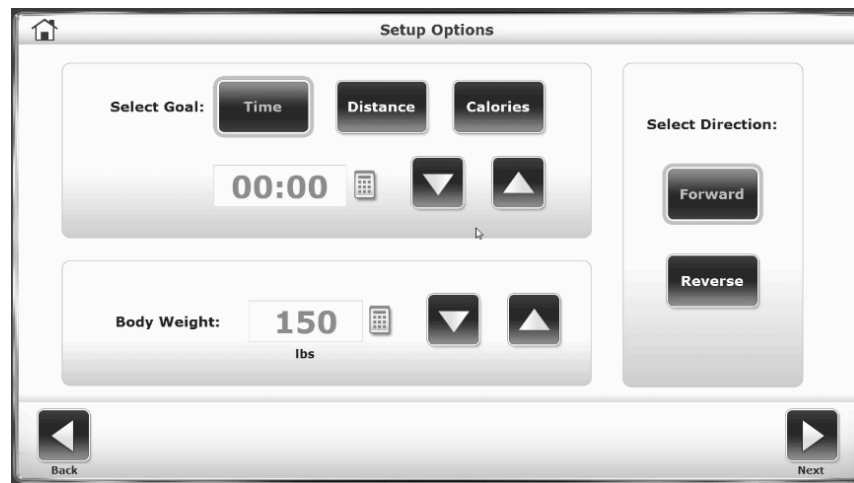 Setup Options
Select Goal: Time Distance Calories
00:00
Body Weight: 150
lbs
Select Direction:
Forward
Reverse
Back
Next